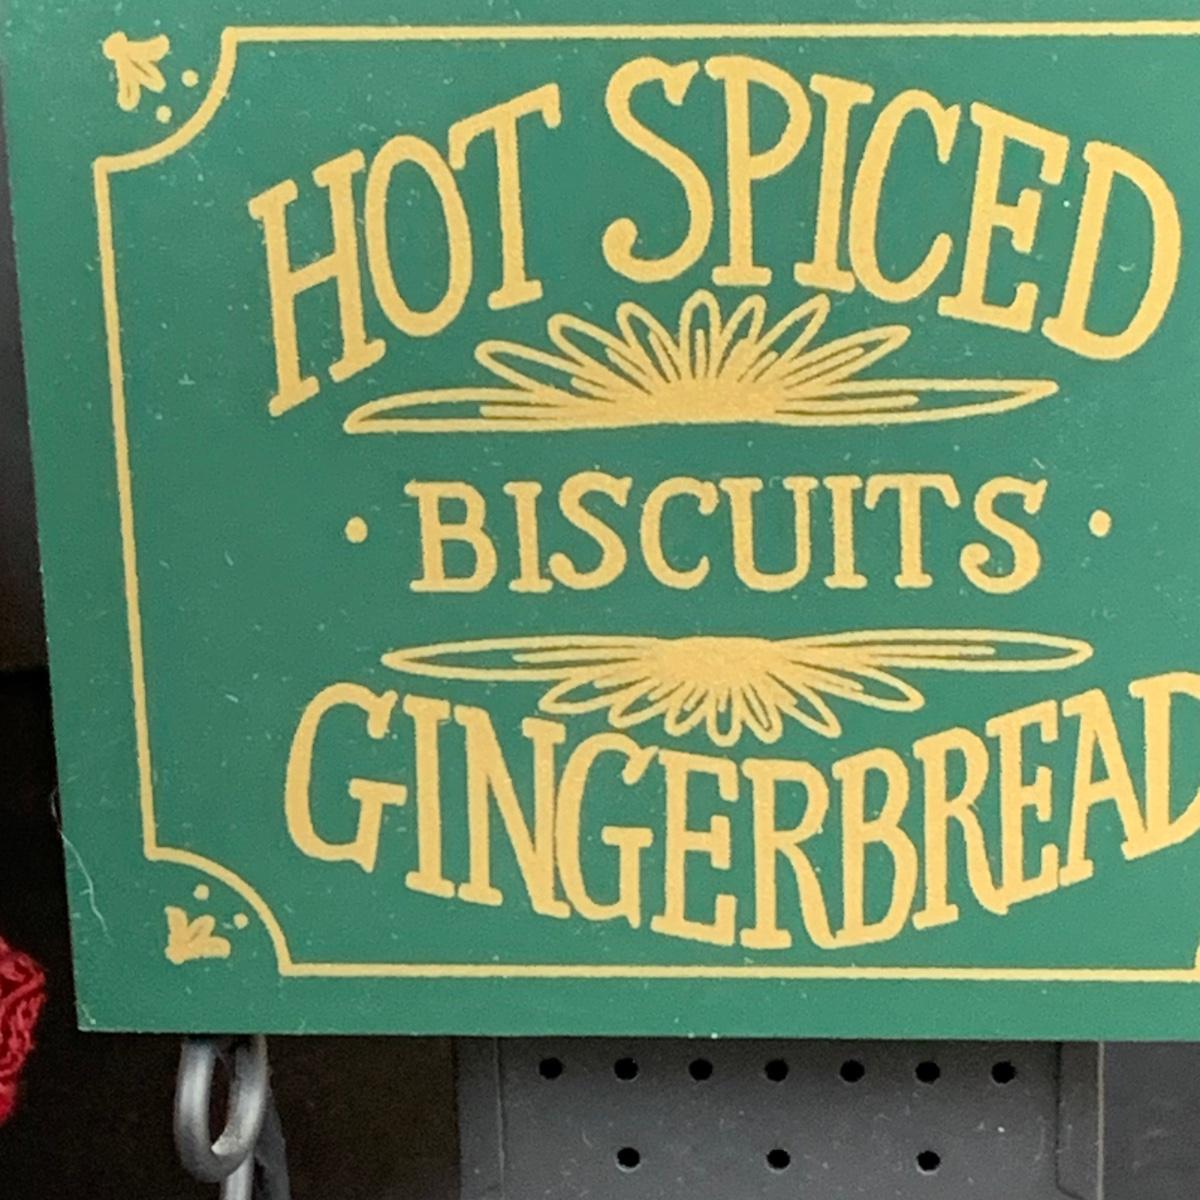 HOT SPICED
· BISCUITS ·
GINGERBREAD